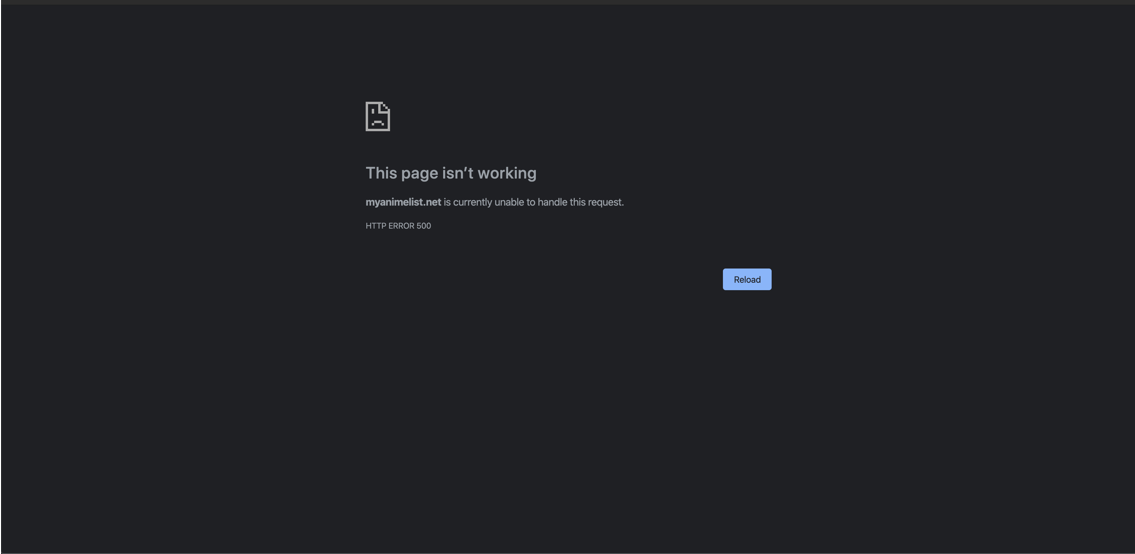 This page isn’t working
myanimelist.net is currently unable to handle this request.
HTTP ERROR 500
Reload